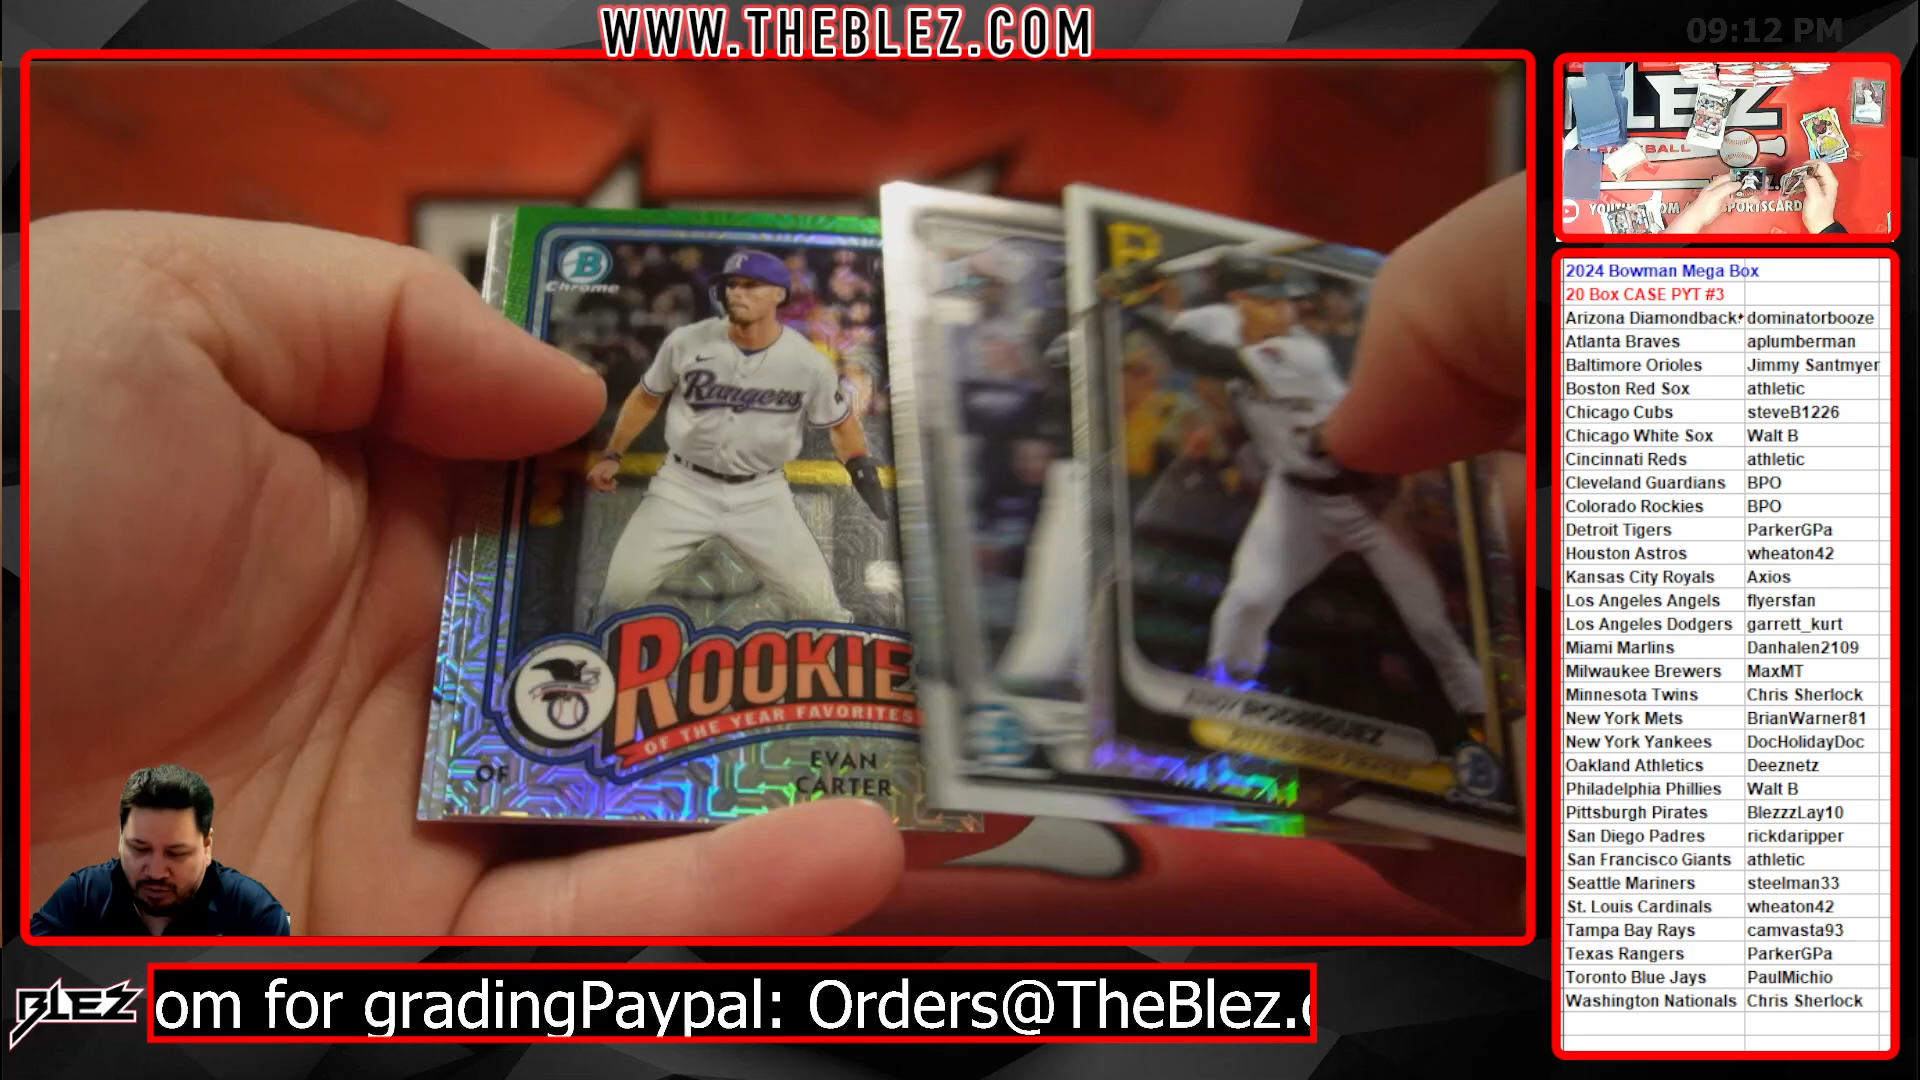 WWW.THEBLEZ.COM
09:12 PM
B
Chrome
Rangers
ROOKIE
OF THE YEAR FAVORITES
OF
EVAN
CARTER
BLEZ
om for gradingPaypal: Orders@TheBlez.c
2024 Bowman Mega Box
20 Box CASE PYT #3
Arizona Diamondback dominatorbooze
Atlanta Braves aplumberman
Baltimore Orioles Jimmy Santmyer
Boston Red Sox athletic
Chicago Cubs steveB1226
Chicago White Sox Walt B
Cincinnati Reds athletic
Cleveland Guardians BPO
Colorado Rockies BPO
Detroit Tigers ParkerGPa
Houston Astros wheaton42
Kansas City Royals Axios
Los Angeles Angels flyersfan
Los Angeles Dodgers garrett_kurt
Miami Marlins Danhalen2109
Milwaukee Brewers MaxMT
Minnesota Twins Chris Sherlock
New York Mets BrianWarner81
New York Yankees DocHolidayDoc
Oakland Athletics Deeznetz
Philadelphia Phillies Walt B
Pittsburgh Pirates BlezzzLay10
San Diego Padres rickdaripper
San Francisco Giants athletic
Seattle Mariners steelman33
St. Louis Cardinals wheaton42
Tampa Bay Rays camvasta93
Texas Rangers ParkerGPa
Toronto Blue Jays PaulMichio
Washington Nationals Chris Sherlock